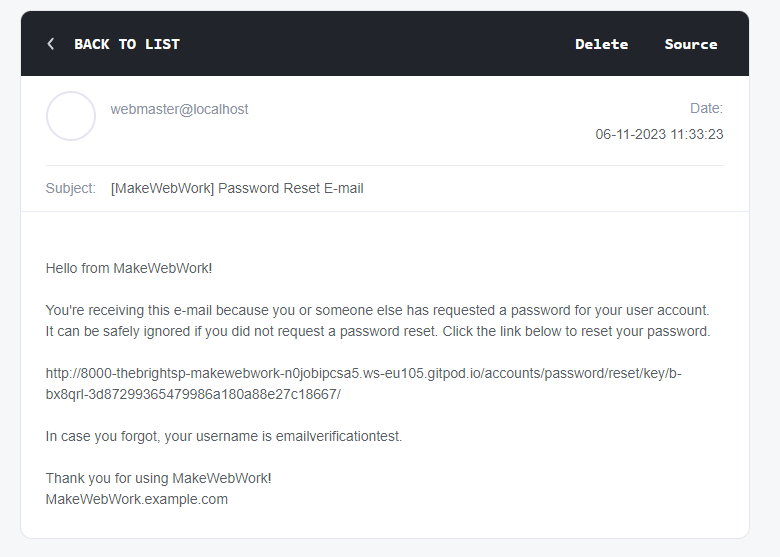 BACK TO LIST
Delete
Source
webmaster@localhost
Date:
06-11-2023 11:33:23
Subject: [MakeWebWork] Password Reset E-mail
Hello from MakeWebWork!
You're receiving this e-mail because you or someone else has requested a password for your user account.
It can be safely ignored if you did not request a password reset. Click the link below to reset your password.
http://8000-thebrightsp-makewebwork-n0jobipcsa5.ws-eu105.gitpod.io/accounts/password/reset/key/b-
bx8qrl-3d87299365479986a180a88e27c18667/
In case you forgot, your username is emailverificationtest.
Thank you for using MakeWebWork!
MakeWebWork.example.com